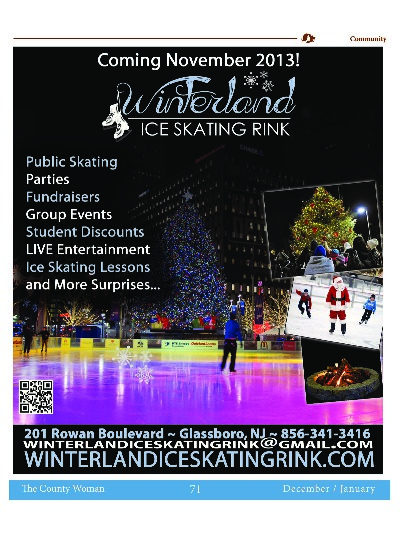 Community
Coming November 2013!
Winterland
ICE SKATING RINK
Public Skating
Parties
Fundraisers
Group Events
Student Discounts
LIVE Entertainment
Ice Skating Lessons
and More Surprises...
201 Rowan Boulevard ~ Glassboro, NJ ~ 856-341-3416
WINTERLANDICESKATINGRINK@GMAIL.COM
WINTERLANDICESKATINGRINK.COM
The County Woman
71
December / January